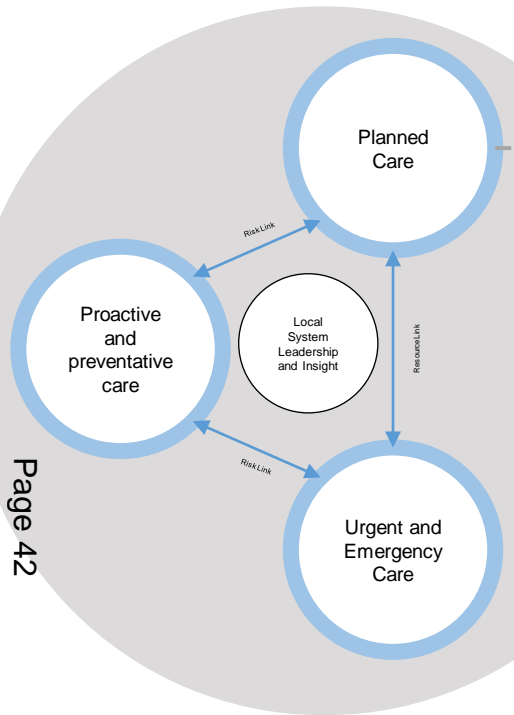 Planned
Care
Risk Link
Proactive
and
preventative
care
Local
System
Leadership
and Insight
Resource Link
Risk Link
Urgent and
Emergency
Care
Page 42